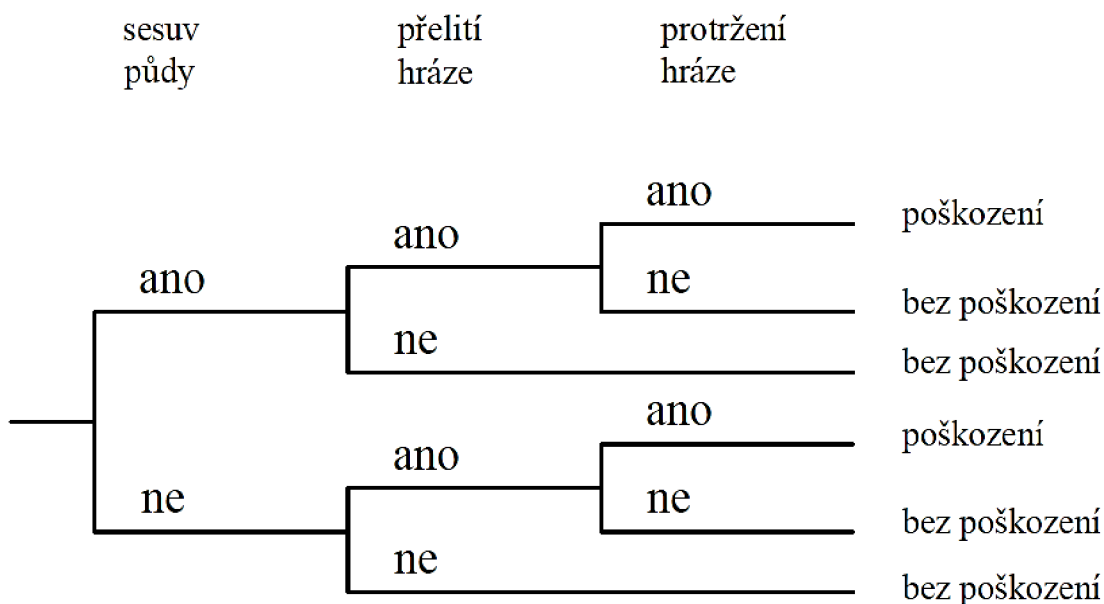 sesuv
půdy
přelití
hráze
protržení
hráze
ano
poškození
ano
ne
ano
bez poškození
ne
bez poškození
ano
poškození
ano
ne
ne
bez poškození
ne
bez poškození